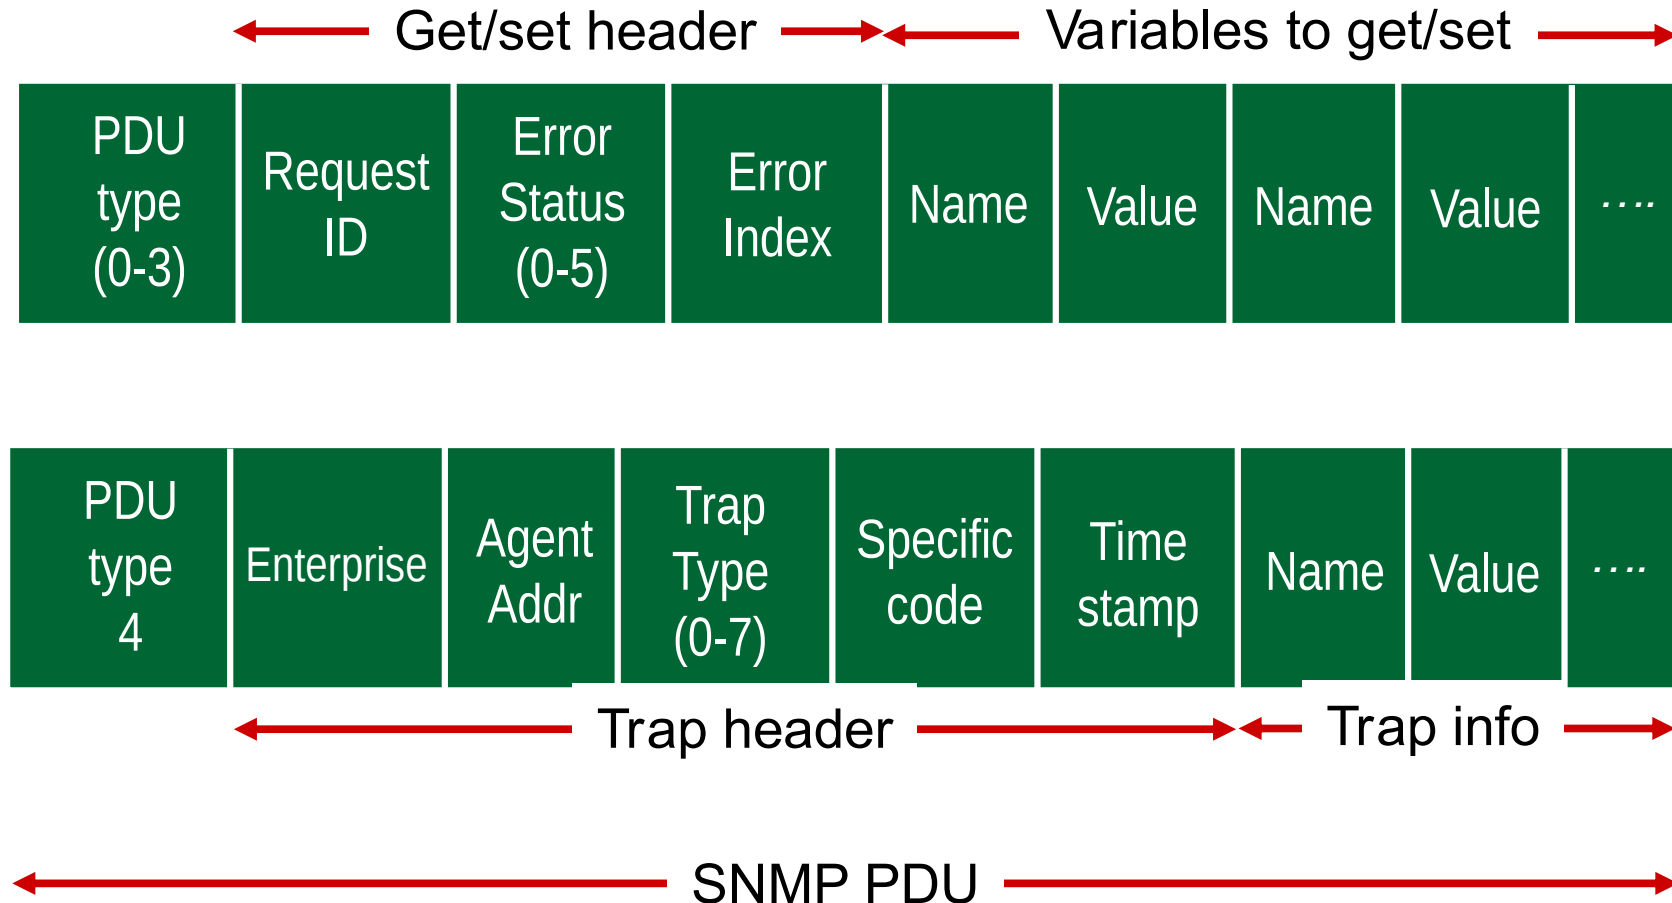 Get/set header
Variables to get/set
PDU
type
(0-3)
Request
ID
Error
Status
(0-5)
Error
Index
Name
Value
Name
Value
....
PDU
type
4
Enterprise
Agent
Addr
Trap
Type
(0-7)
Specific
code
Time
stamp
Name
Value
....
Trap header
Trap info
SNMP PDU